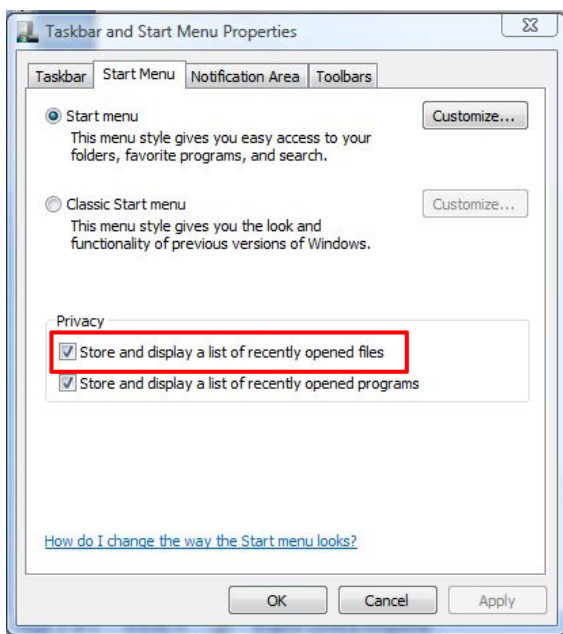 Taskbar and Start Menu Properties
Taskbar Start Menu Notification Area Toolbars
Start menu Customize...
This menu style gives you easy access to your
folders, favorite programs, and search.
Classic Start menu Customize...
This menu style gives you the look and
functionality of previous versions of Windows.
Privacy
Store and display a list of recently opened files
Store and display a list of recently opened programs
How do I change the way the Start menu looks?
OK Cancel Apply